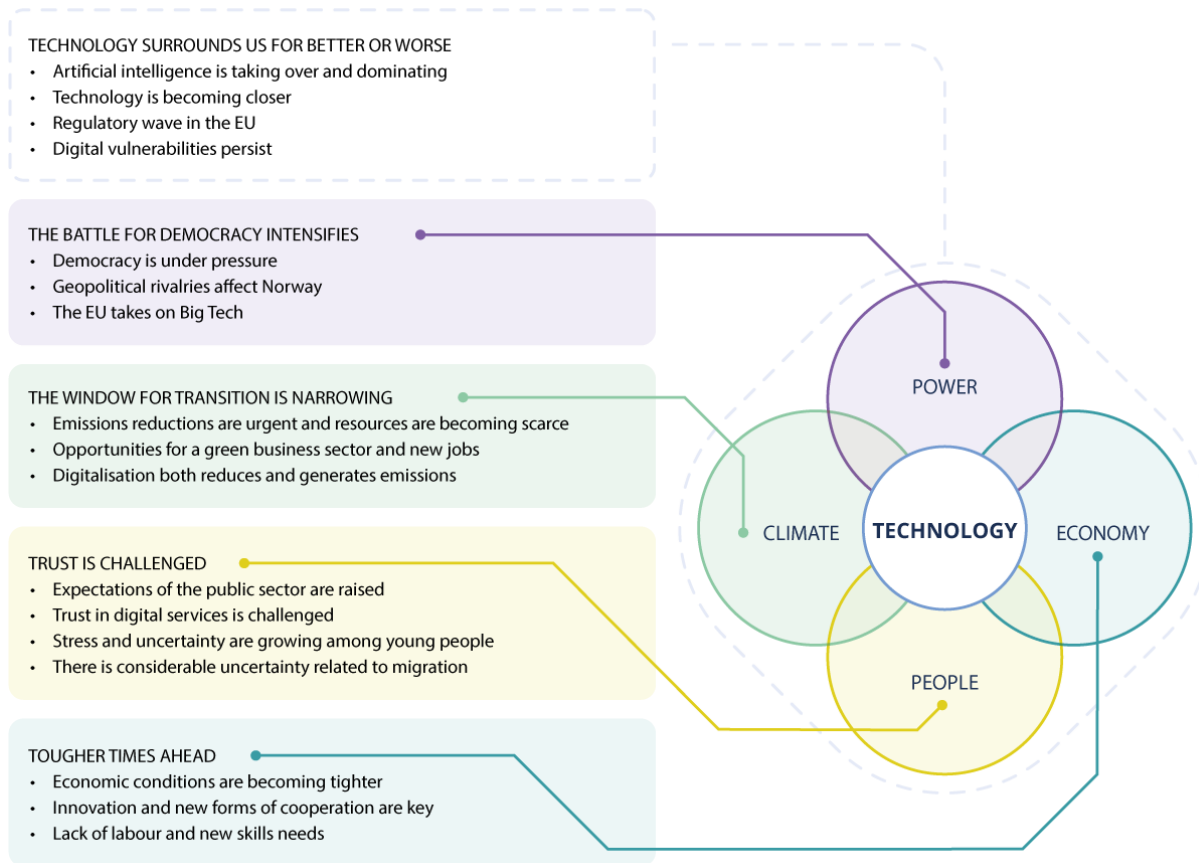 TECHNOLOGY SURROUNDS US FOR BETTER OR WORSE
• Artificial intelligence is taking over and dominating
• Technology is becoming closer
• Regulatory wave in the EU
• Digital vulnerabilities persist
THE BATTLE FOR DEMOCRACY INTENSIFIES
• Democracy is under pressure
• Geopolitical rivalries affect Norway
• The EU takes on Big Tech
THE WINDOW FOR TRANSITION IS NARROWING
• Emissions reductions are urgent and resources are becoming scarce
• Opportunities for a green business sector and new jobs
• Digitalisation both reduces and generates emissions
TRUST IS CHALLENGED
• Expectations of the public sector are raised
• Trust in digital services is challenged
• Stress and uncertainty are growing among young people
• There is considerable uncertainty related to migration
TOUGHER TIMES AHEAD
• Economic conditions are becoming tighter
• Innovation and new forms of cooperation are key
• Lack of labour and new skills needs
POWER
CLIMATE
TECHNOLOGY
ECONOMY
PEOPLE